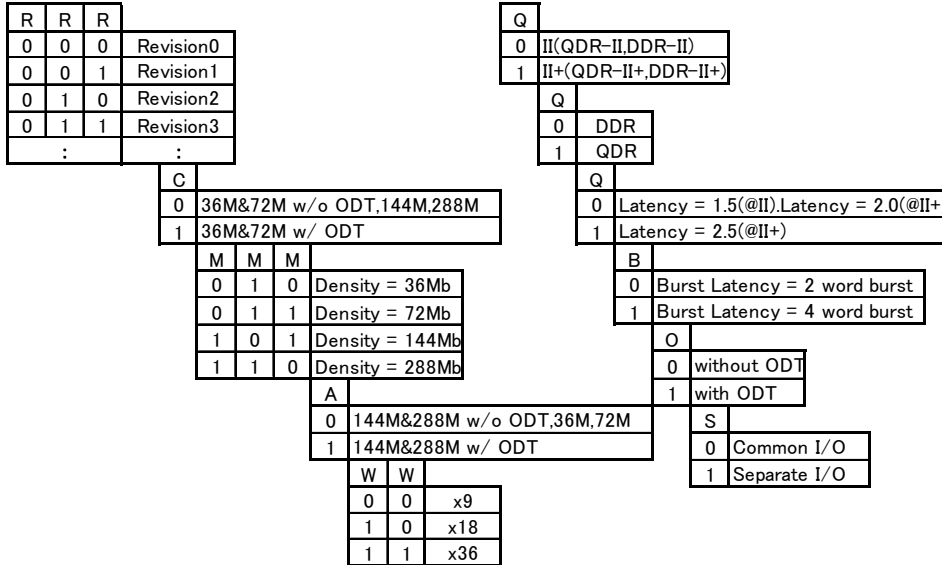 R R R
0 0 0 Revision0
0 0 1 Revision1
0 1 0 Revision2
0 1 1 Revision3
: :
C
0 36M&72M w/o ODT,144M,288M
1 36M&72M w/ ODT
M M M
0 1 0 Density = 36Mb
0 1 1 Density = 72Mb
1 0 1 Density = 144Mb
1 1 0 Density = 288Mb
A
0 144M&288M w/o ODT,36M,72M
1 144M&288M w/ ODT
W W
0 0 x9
1 0 x18
1 1 x36
Q
0 II(QDR-II,DDR-II)
1 II+(QDR-II+,DDR-II+)
Q
0 DDR
1 QDR
Q
0 Latency = 1.5(@II).Latency = 2.0(@II+
1 Latency = 2.5(@II+)
B
0 Burst Latency = 2 word burst
1 Burst Latency = 4 word burst
O
0 without ODT
1 with ODT
S
0 Common I/O
1 Separate I/O